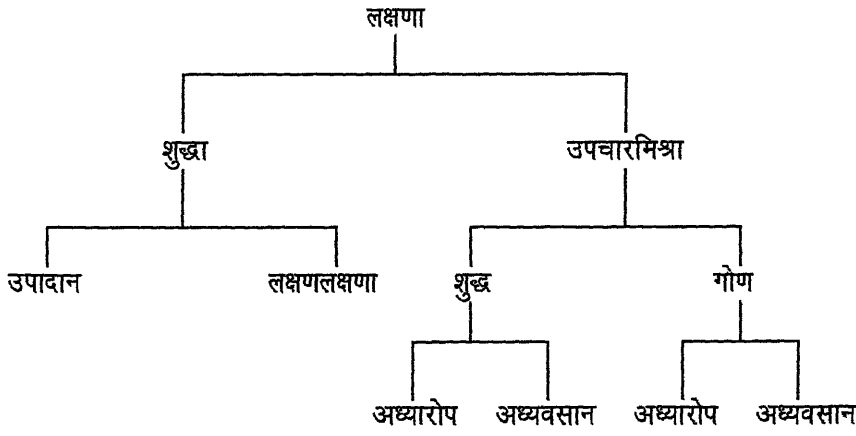 लक्षणा
शुद्धा उपचारमिश्रा
उपादान लक्षणलक्षणा शुद्ध गोण
अध्यारोप अध्यवसान अध्यारोप अध्यवसान